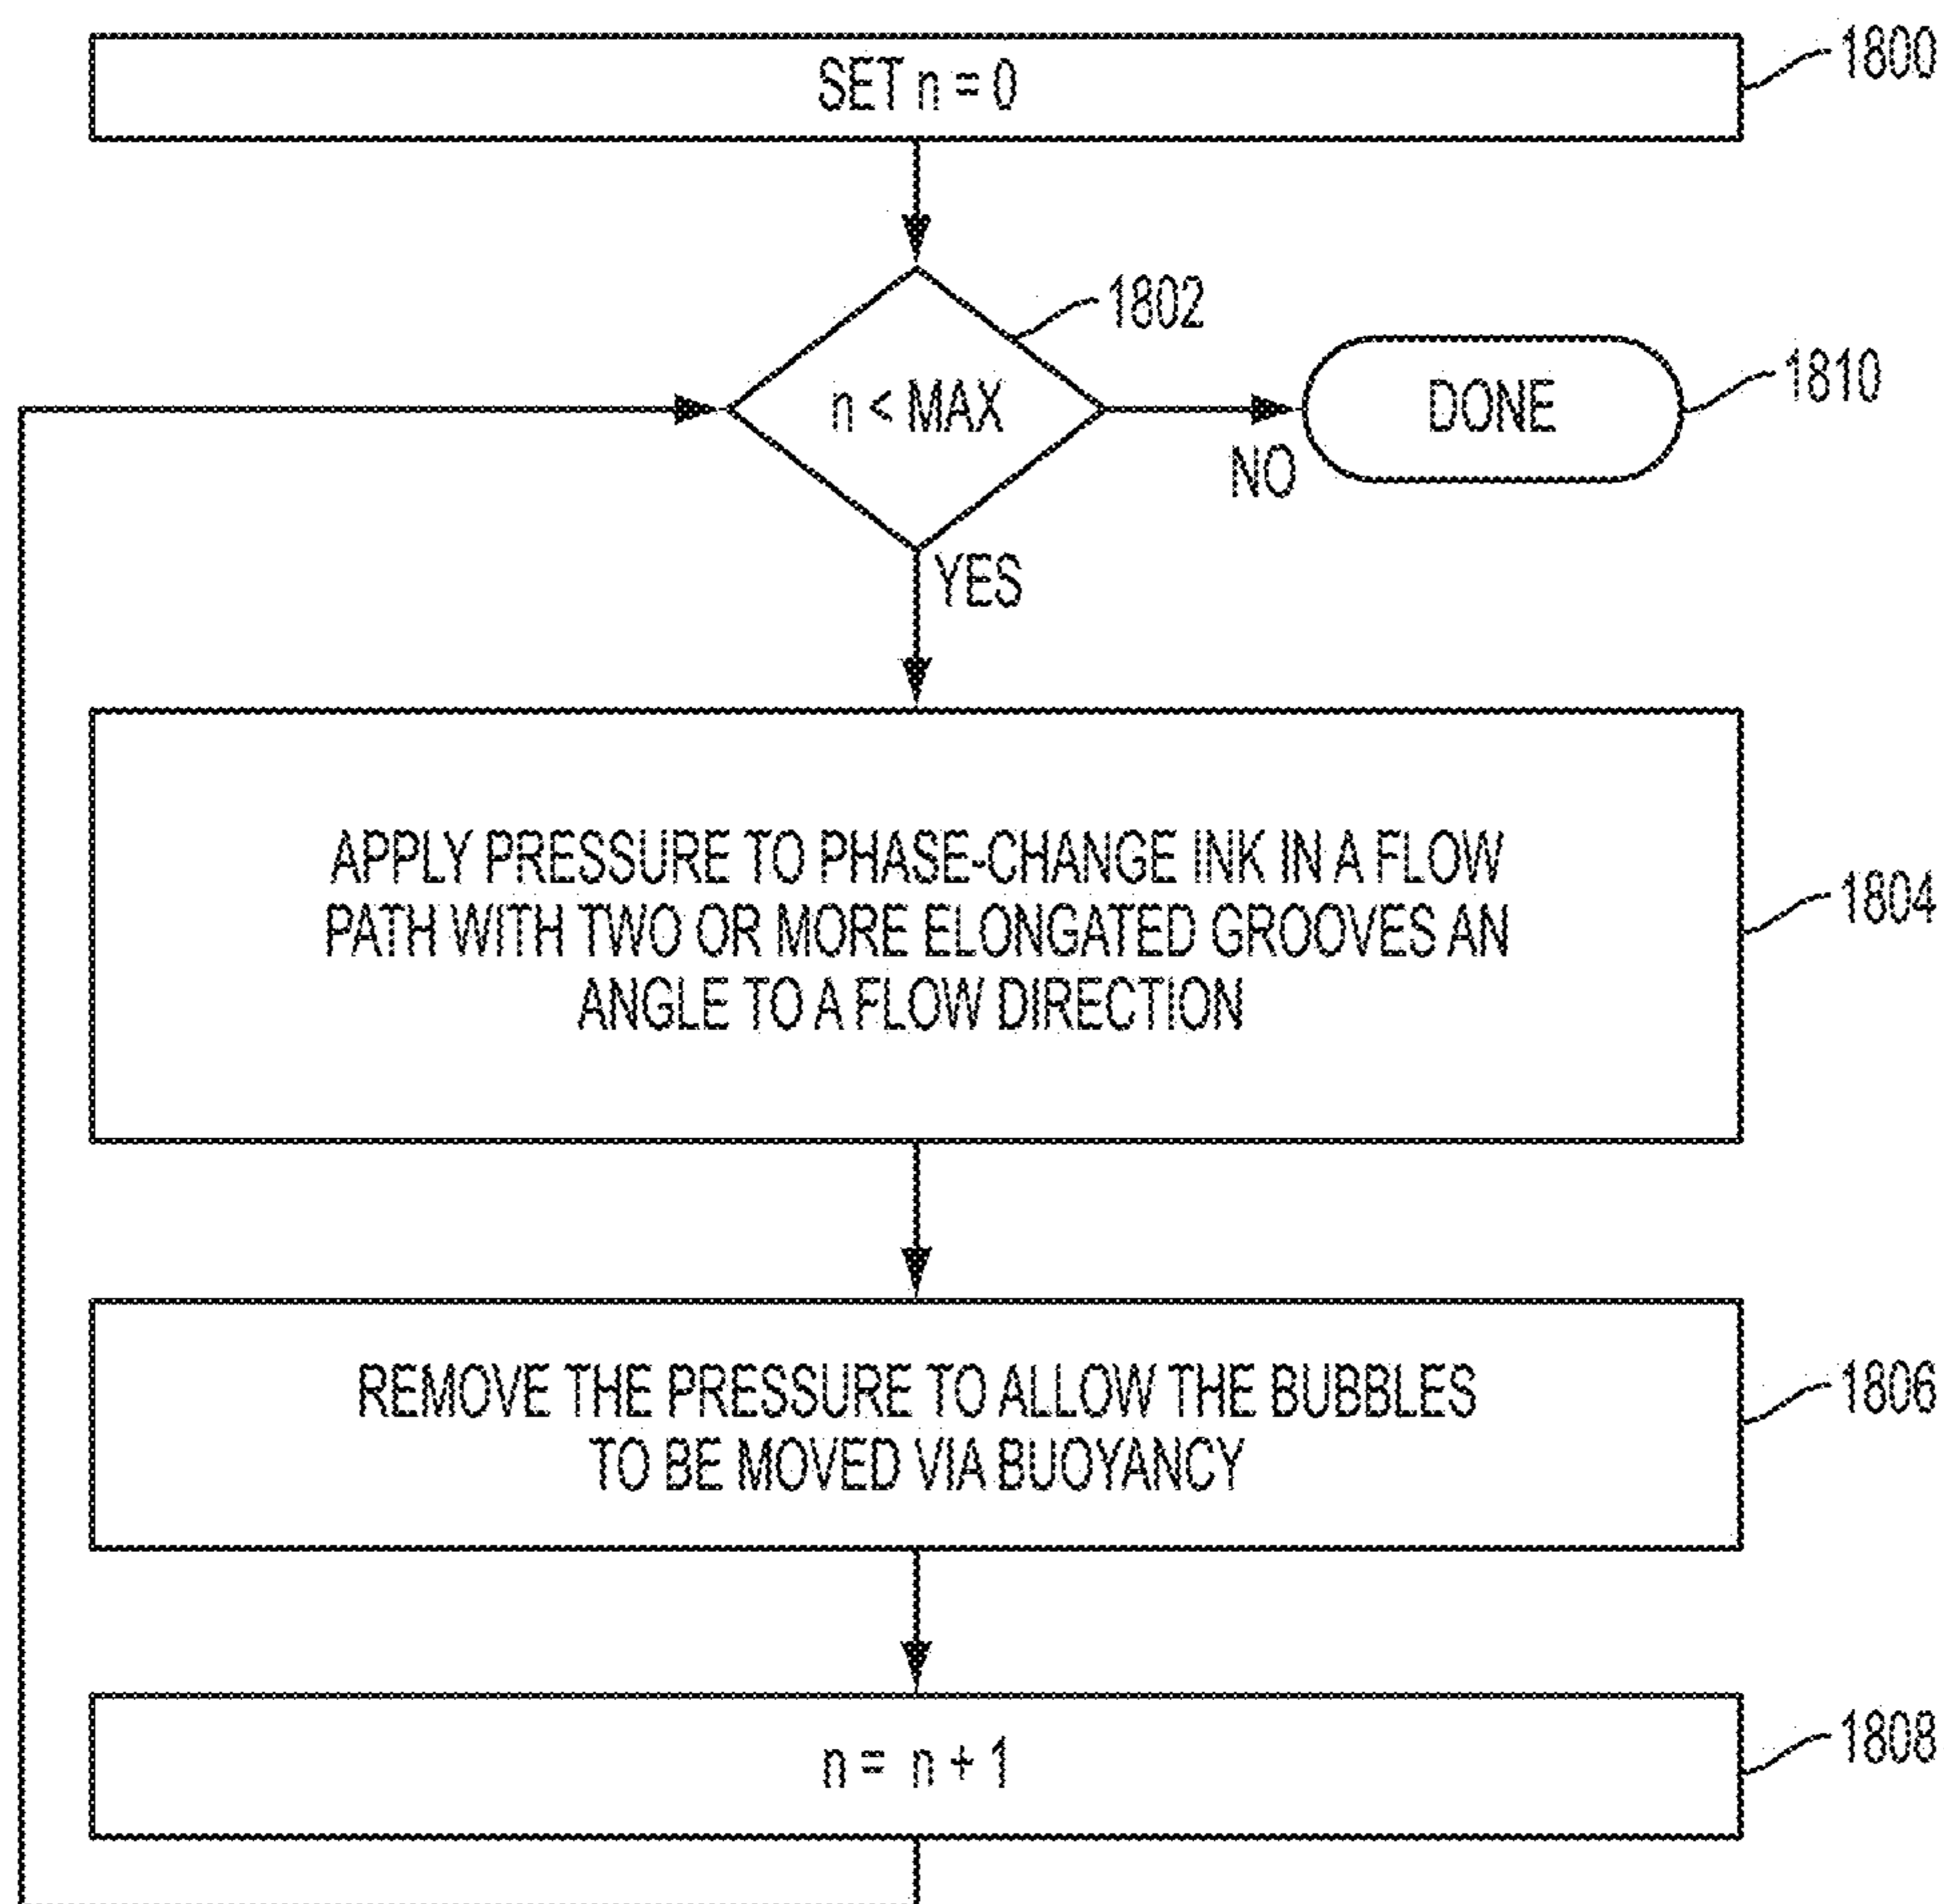 SET n = 0
1800
1802
n < MAX
DONE
1810
NO
YES
APPLY PRESSURE TO PHASE-CHANGE INK IN A FLOW
PATH WITH TWO OR MORE ELONGATED GROOVES AN
ANGLE TO A FLOW DIRECTION
1804
REMOVE THE PRESSURE TO ALLOW THE BUBBLES
TO BE MOVED VIA BUOYANCY
1806
n = n + 1
1808